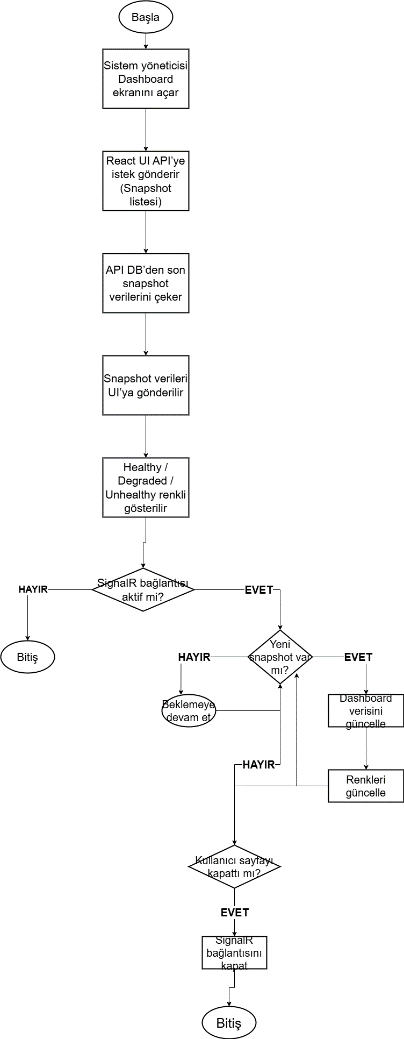 Başla
Sistem yöneticisi
Dashboard
ekranını açar
React UI API'ye
istek gönderir
(Snapshot
listesi)
API DB'den son
snapshot
verilerini çeker
Snapshot verileri
UI'ya gönderilir
Healthy /
Degraded /
Unhealthy renkli
gösterilir
SignalR bağlantısı
aktif mi?
HAYIR
EVET
Bitiş
Yeni
snapshot var
mı?
HAYIR
EVET
Beklemeye
devam et
Dashboard
verisini
güncelle
HAYIR
Renkleri
güncelle
Kullanıcı sayfayı
kapattı mı?
EVET
SignalR
bağlantısını
kapat
Bitiş